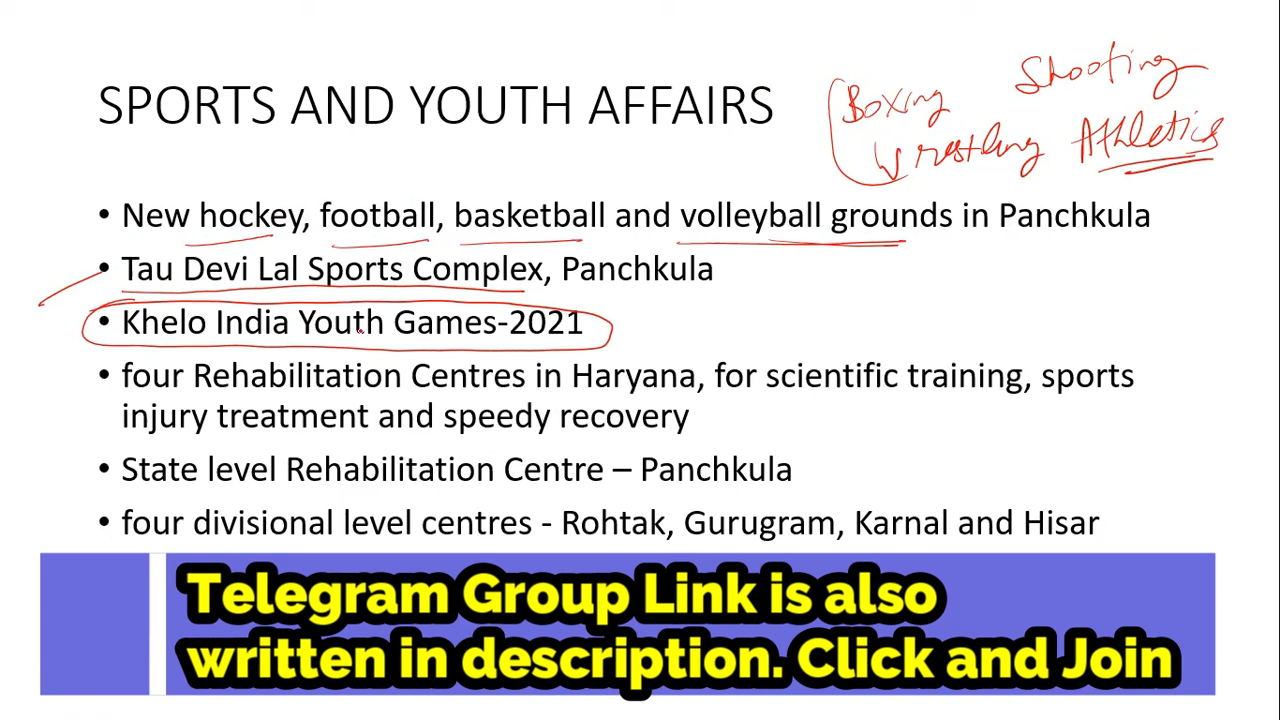 Shooting
Boxing
Wrestling Athletics
SPORTS AND YOUTH AFFAIRS
• New hockey, football, basketball and volleyball grounds in Panchkula
• Tau Devi Lal Sports Complex, Panchkula
• Khelo India Youth Games-2021
• four Rehabilitation Centres in Haryana, for scientific training, sports
injury treatment and speedy recovery
• State level Rehabilitation Centre – Panchkula
• four divisional level centres - Rohtak, Gurugram, Karnal and Hisar
Telegram Group Link is also
written in description. Click and Join